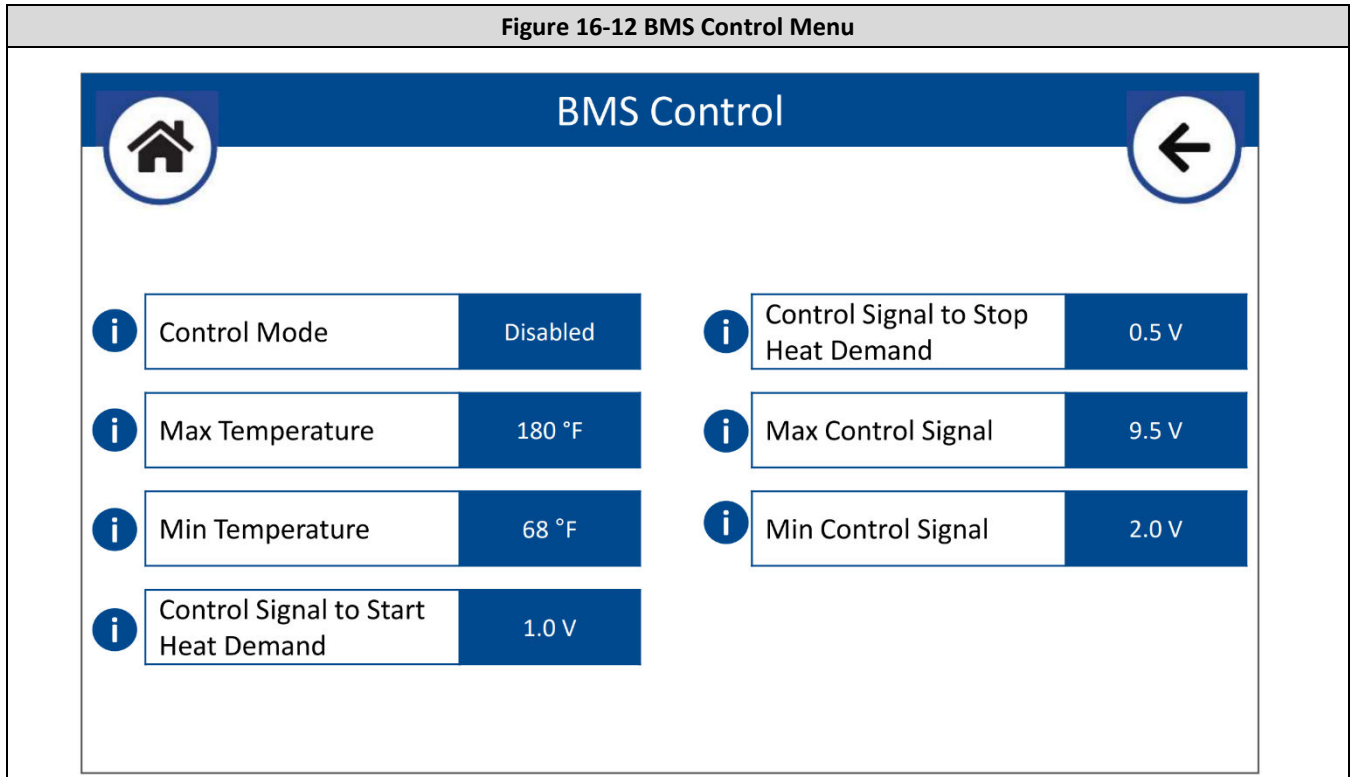 Figure 16-12 BMS Control Menu
BMS Control
i
Control Mode
Disabled
i
Max Temperature
180 °F
i
Min Temperature
68 °F
i
Control Signal to Start
Heat Demand
1.0 V
i
Control Signal to Stop
Heat Demand
0.5 V
i
Max Control Signal
9.5 V
i
Min Control Signal
2.0 V